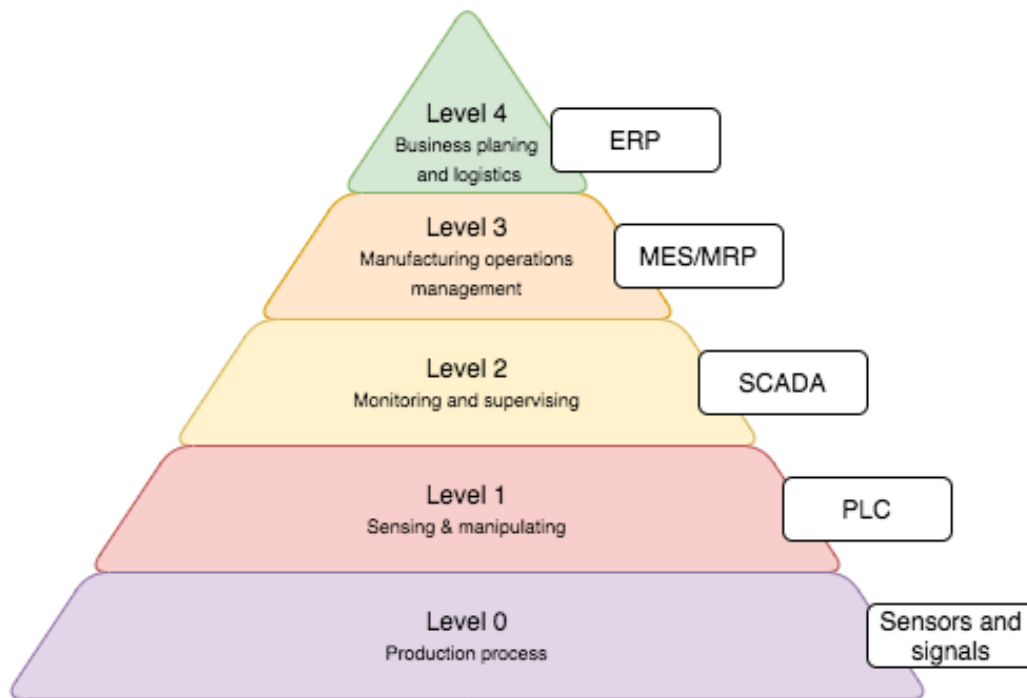 Level 4
Business planing
and logistics
ERP
Level 3
Manufacturing operations
management
MES/MRP
Level 2
Monitoring and supervising
SCADA
Level 1
Sensing & manipulating
PLC
Level 0
Production process
Sensors and
signals